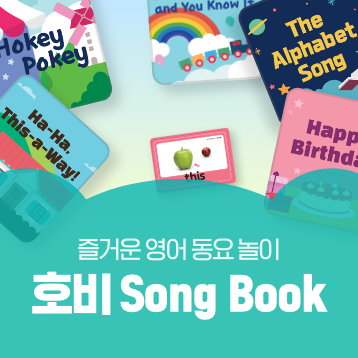 Hokey
Pokey
and You Know It
The
Alphabet
Song
Ha-Ha,
This-a-Way!
this
Happy
Birthda
즐거운 영어 동요 놀이
호비 Song Book